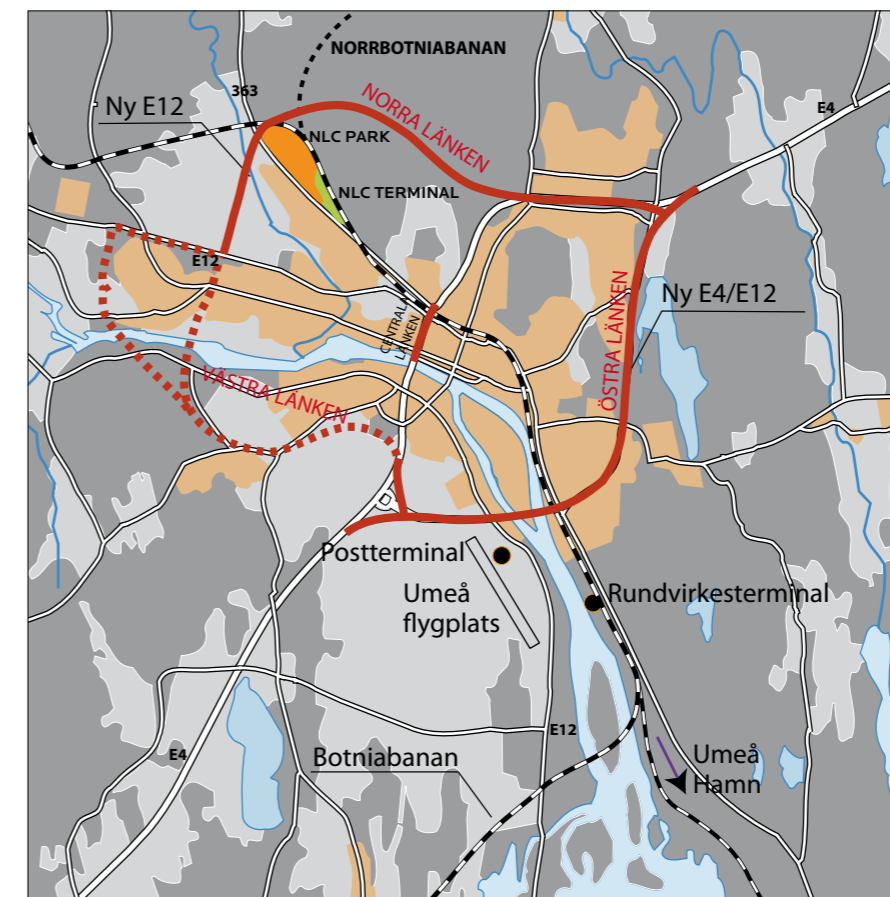 NORRBOTNIABANAN
363
Ny E12
E4
NORRA LÄNKEN
NLC PARK
NLC TERMINAL
E12
Ny E4/E12
CENTRALA
LÄNKEN
ÖSTRA LÄNKEN
VÄSTRA LÄNKEN
Postterminal
Umeå
flygplats
Rundvirkesterminal
E12
E4
Botniabanan
Umeå
Hamn